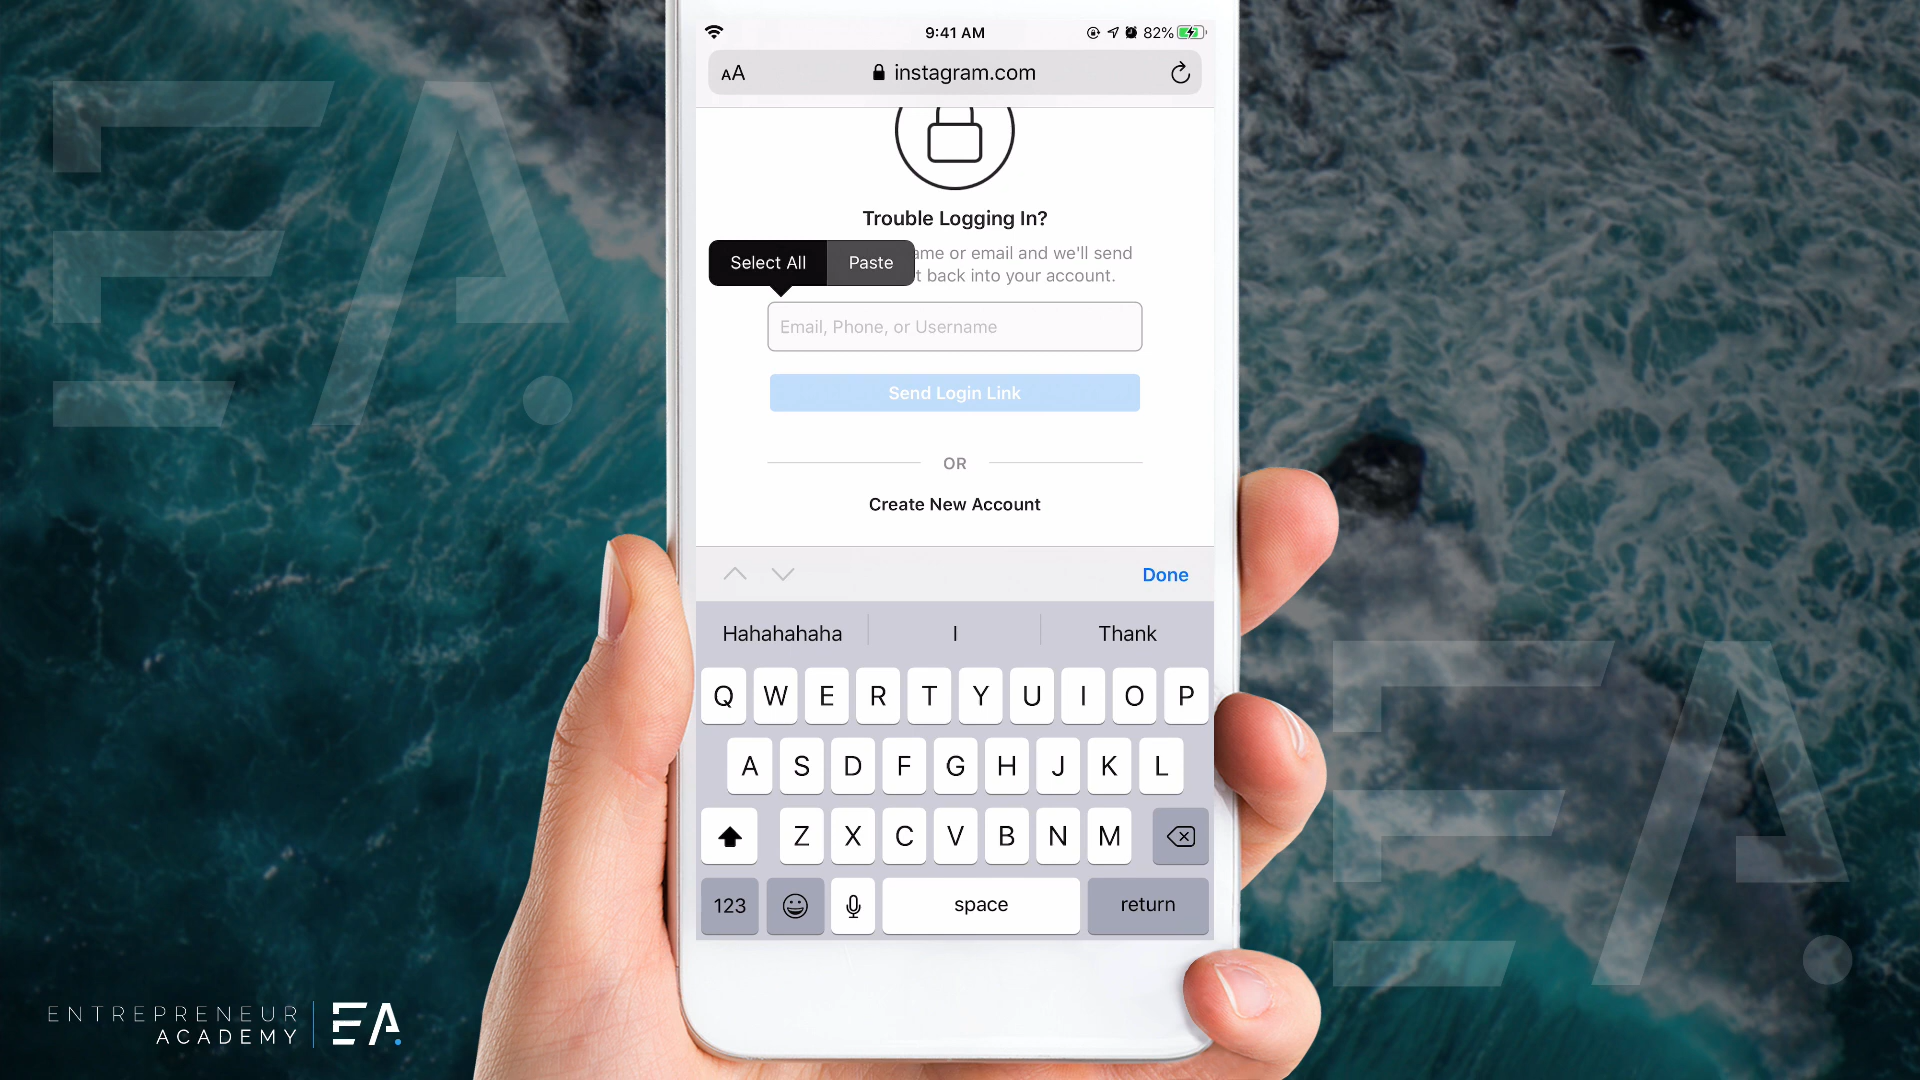 9:41 AM
82%
AA instagram.com
Trouble Logging In?
Select All Paste
ame or email and we'll send
t back into your account.
Email, Phone, or Username
Send Login Link
OR
Create New Account
Done
Hahahahaha I Thank
Q W E R T Y U I O P
A S D F G H J K L
Z X C V B N M
123 space return
EA.
EA.
ENTREPRENEUR
ACADEMY
EA.